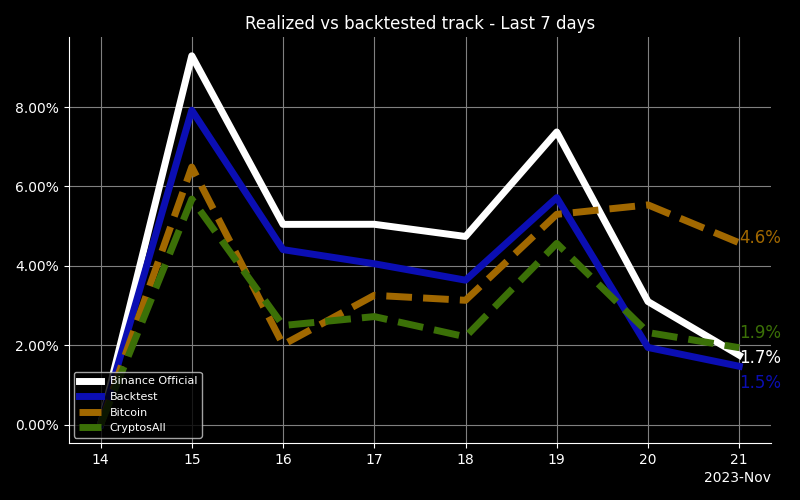 Realized vs backtested track - Last 7 days
8.00%
6.00%
4.00%
2.00%
0.00%
4.6%
1.9%
1.7%
1.5%
Binance Official
Backtest
Bitcoin
CryptosAll
14 15 16 17 18 19 20 21
2023-Nov